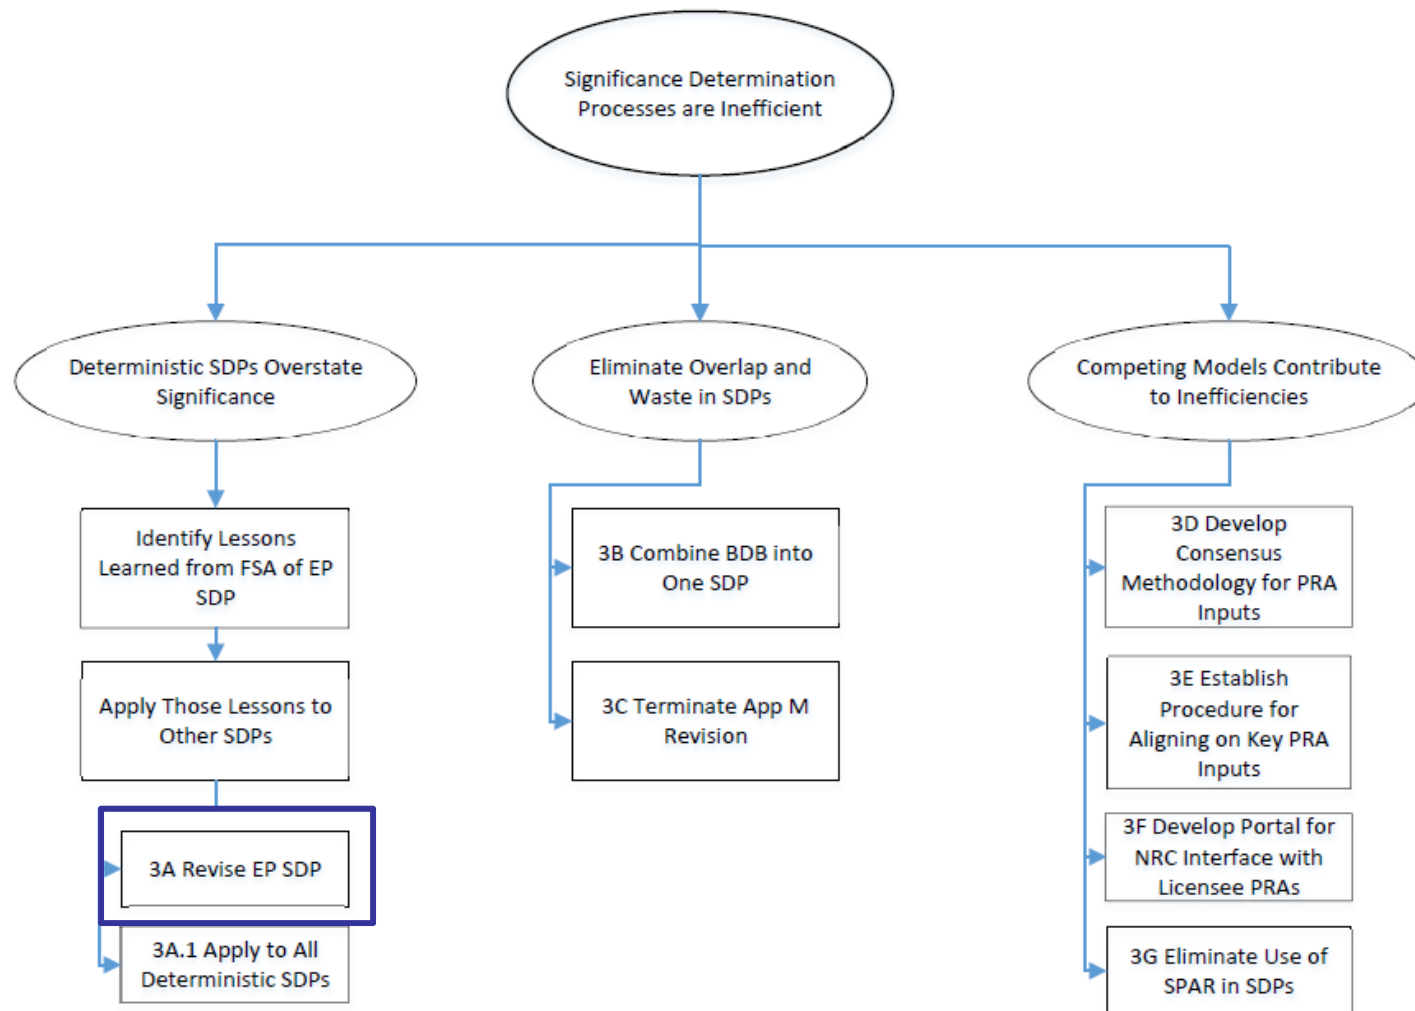 Significance Determination
Processes are Inefficient
Deterministic SDPs Overstate
Significance
Eliminate Overlap and
Waste in SDPs
Competing Models Contribute
to Inefficiencies
Identify Lessons
Learned from FSA of EP
SDP
Apply Those Lessons to
Other SDPs
3A Revise EP SDP
3A.1 Apply to All
Deterministic SDPs
3B Combine BDB into
One SDP
3C Terminate App M
Revision
3D Develop
Consensus
Methodology for PRA
Inputs
3E Establish
Procedure for
Aligning on Key PRA
Inputs
3F Develop Portal for
NRC Interface with
Licensee PRAs
3G Eliminate Use of
SPAR in SDPs